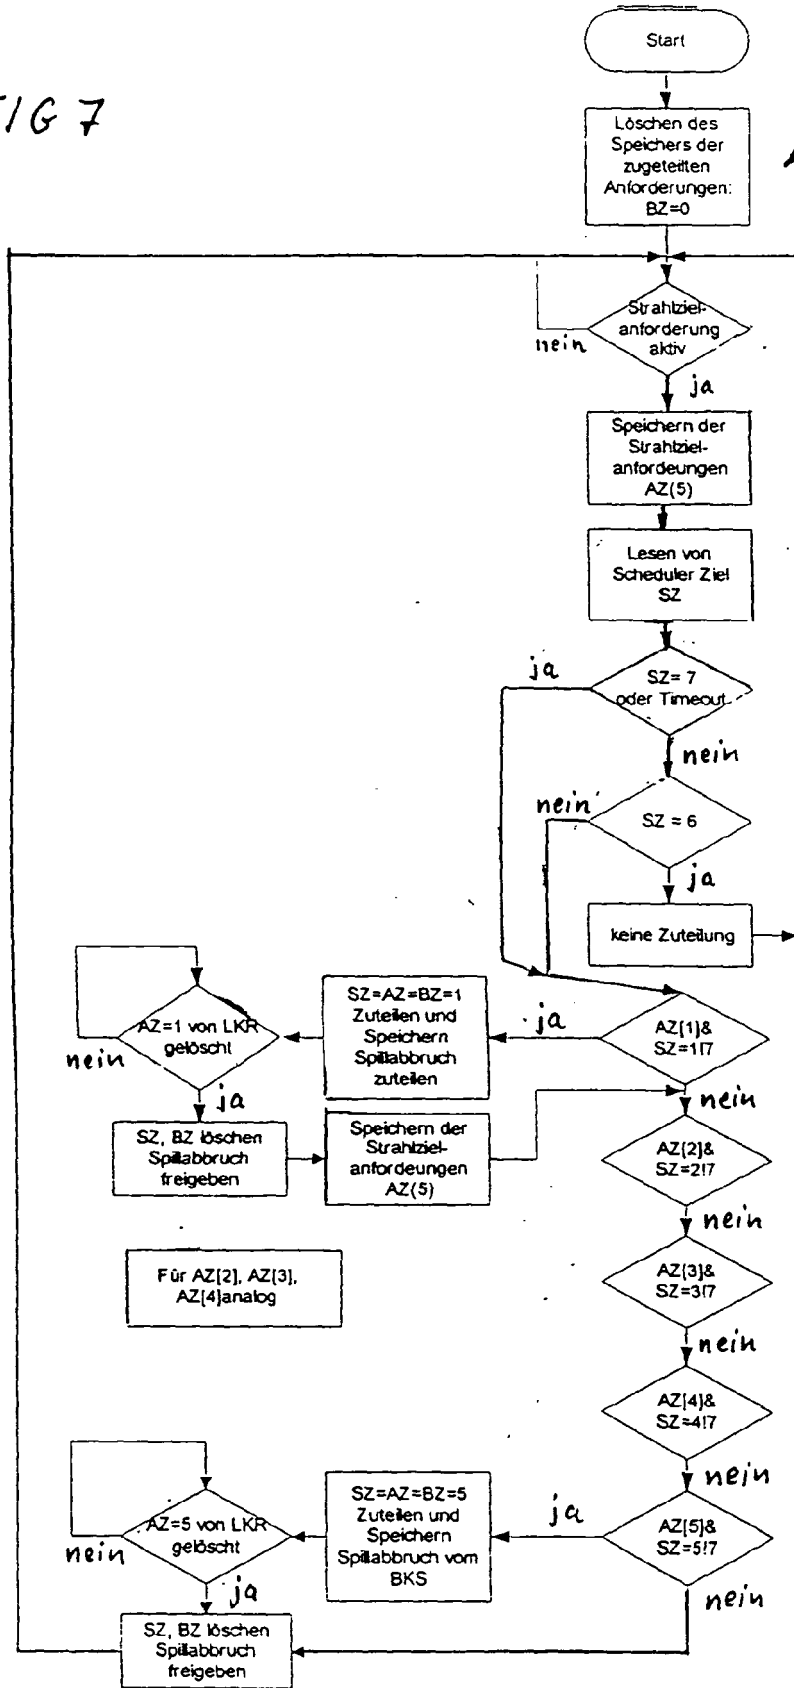 Start
FIG 7
Löschen des
Speichers der
zugeteilten
Anforderungen:
BZ=0
Strahlziel-
anforderung
aktiv
nein
ja
Speichern der
Strahlziel-
anfordeungen
AZ(5)
Lesen von
Scheduler Ziel
SZ
ja
SZ= 7
oder Timeout
nein
nein
SZ = 6
ja
keine Zuteilung
AZ=1 von LKR
gelöscht
nein
ja
SZ=AZ=BZ=1
Zuteilen und
Speichern
Spillabbruch
zuteilen
ja
AZ[1]&
SZ=1!7
nein
SZ, BZ löschen
Spillabbruch
freigeben
Speichern der
Strahlziel-
anfordeungen
AZ(5)
AZ[2]&
SZ=2!7
nein
Für AZ[2], AZ[3],
AZ[4]analog
AZ[3]&
SZ=3!7
nein
AZ[4]&
SZ=4!7
nein
AZ=5 von LKR
gelöscht
nein
ja
SZ=AZ=BZ=5
Zuteilen und
Speichern
Spillabbruch vom
BKS
ja
AZ[5]&
SZ=5!7
nein
SZ, BZ löschen
Spillabbruch
freigeben